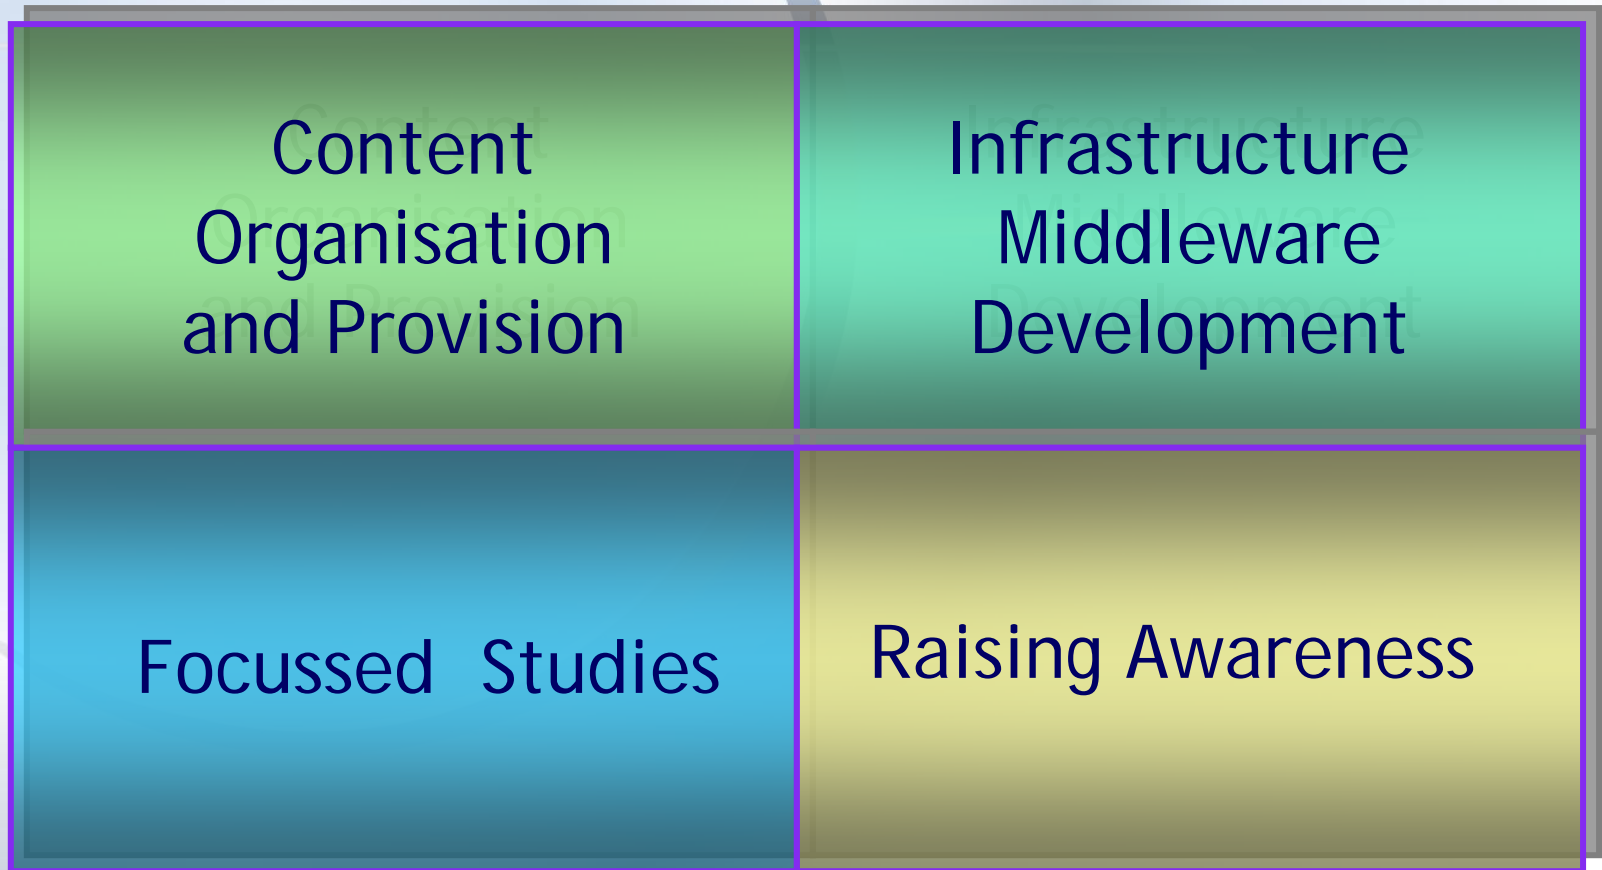 Content
Organisation
and Provision
Infrastructure
Middleware
Development
Focussed Studies
Raising Awareness